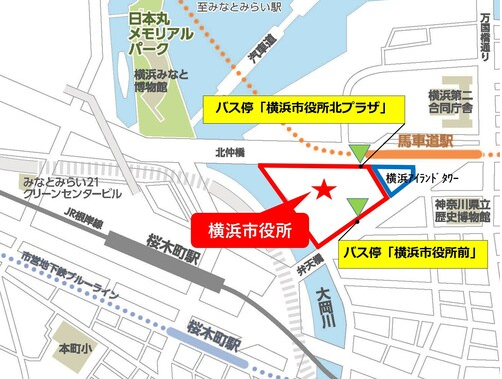 至みなとみらい駅
日本丸
メモリアル
パーク
汽車道
万国橋通り
横浜みなと
博物館
横浜第二
合同庁舎
バス停「横浜市役所北プラザ」
馬車道駅
北仲橋
横浜アイランドタワー
みなとみらい21
クリーンセンタービル
神奈川県立
歴史博物館
JR根岸線
横浜市役所
桜木町駅
バス停「横浜市役所前」
弁天橋
市営地下鉄ブルーライン
大岡川
桜木町駅
本町小